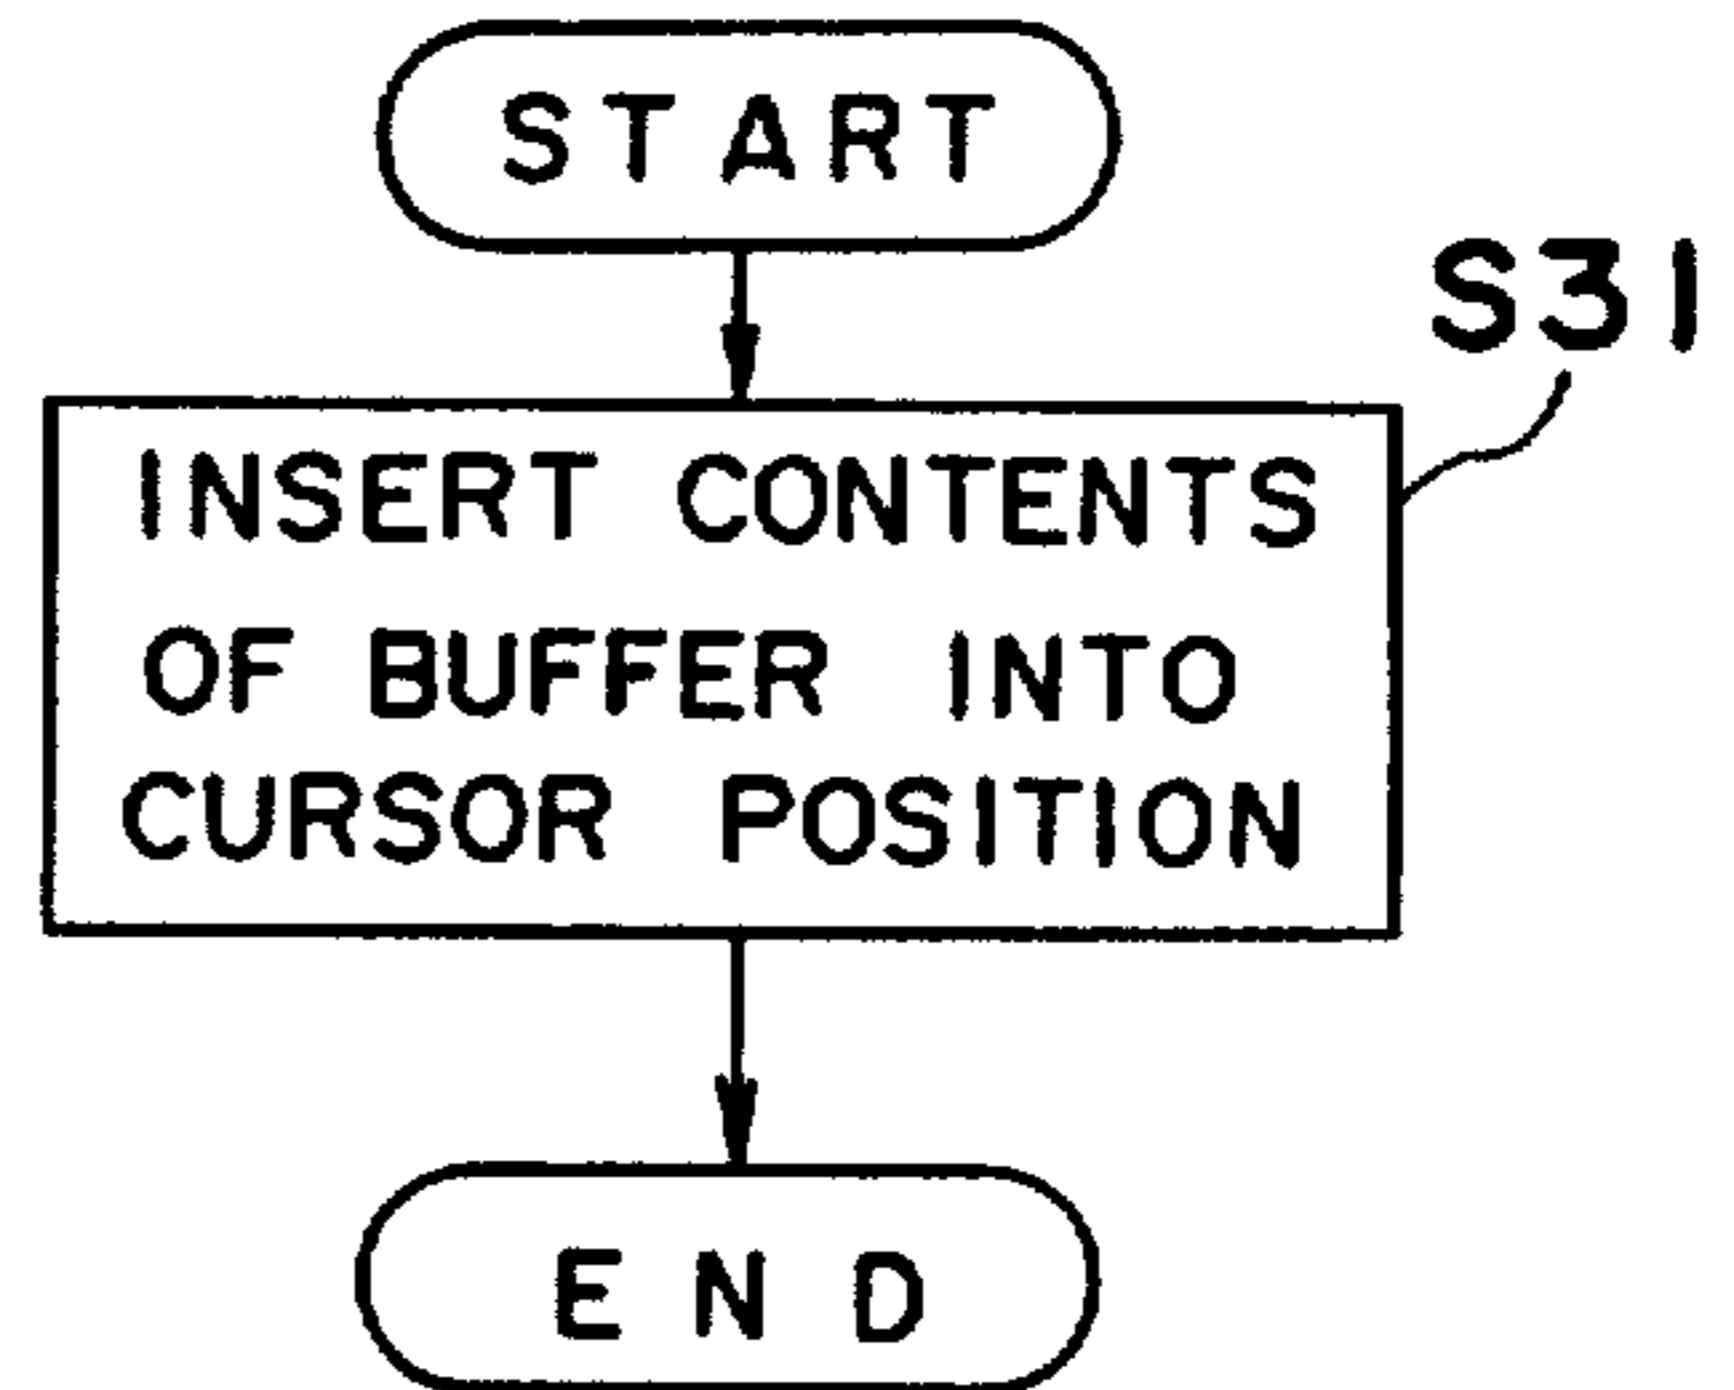 START
S31
INSERT CONTENTS
OF BUFFER INTO
CURSOR POSITION
END